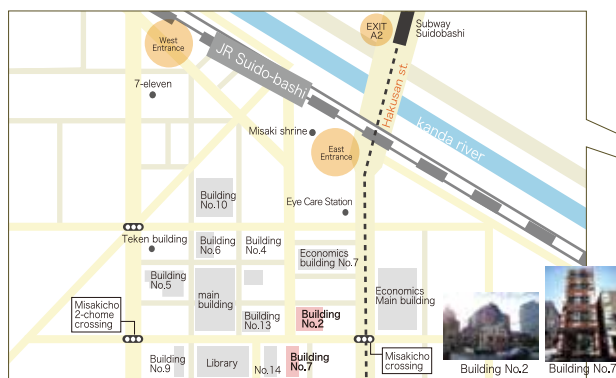 EXIT
A2
Subway
Suidobashi
West
Entrance
JR Suido-bashi
Hakusan st.
7-eleven
Misaki shrine
East
Entrance
kanda river
Building
No.10
Eye Care Station
Teken building
Building
No.6
Building
No.4
Economics
building No.7
Building
No.5
main
building
Economics
Main building
Misakicho
2-chome
crossing
Building
No.13
Building
No.2
Building
No.9
Library
No.14
Building
No.7
Misakicho
crossing
Building No.2
Building No.7